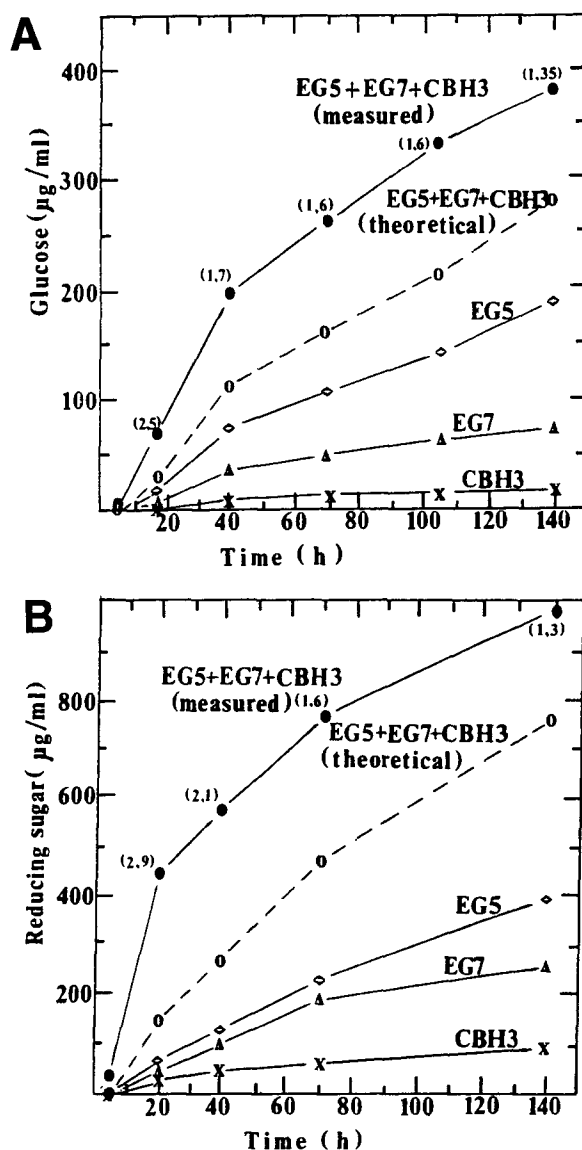 A
400
300
200
100
Glucose (µg/ml)
(1,35)
EG5+EG7+CBH3
(measured)
(1,6)
(1,6)
EG5+EG7+CBH3
(theoretical)
(1,7)
EG5
(2,5)
EG7
CBH3
20 40 60 80 100 120 140
Time (h)
B
800
600
400
200
Reducing sugar( µg/ml)
(1,3)
EG5+EG7+CBH3
(measured) (1,6)
EG5+EG7+CBH3
(theoretical)
(2,1)
(2,9)
EG5
EG7
CBH3
20 40 60 80 100 120 140
Time (h)